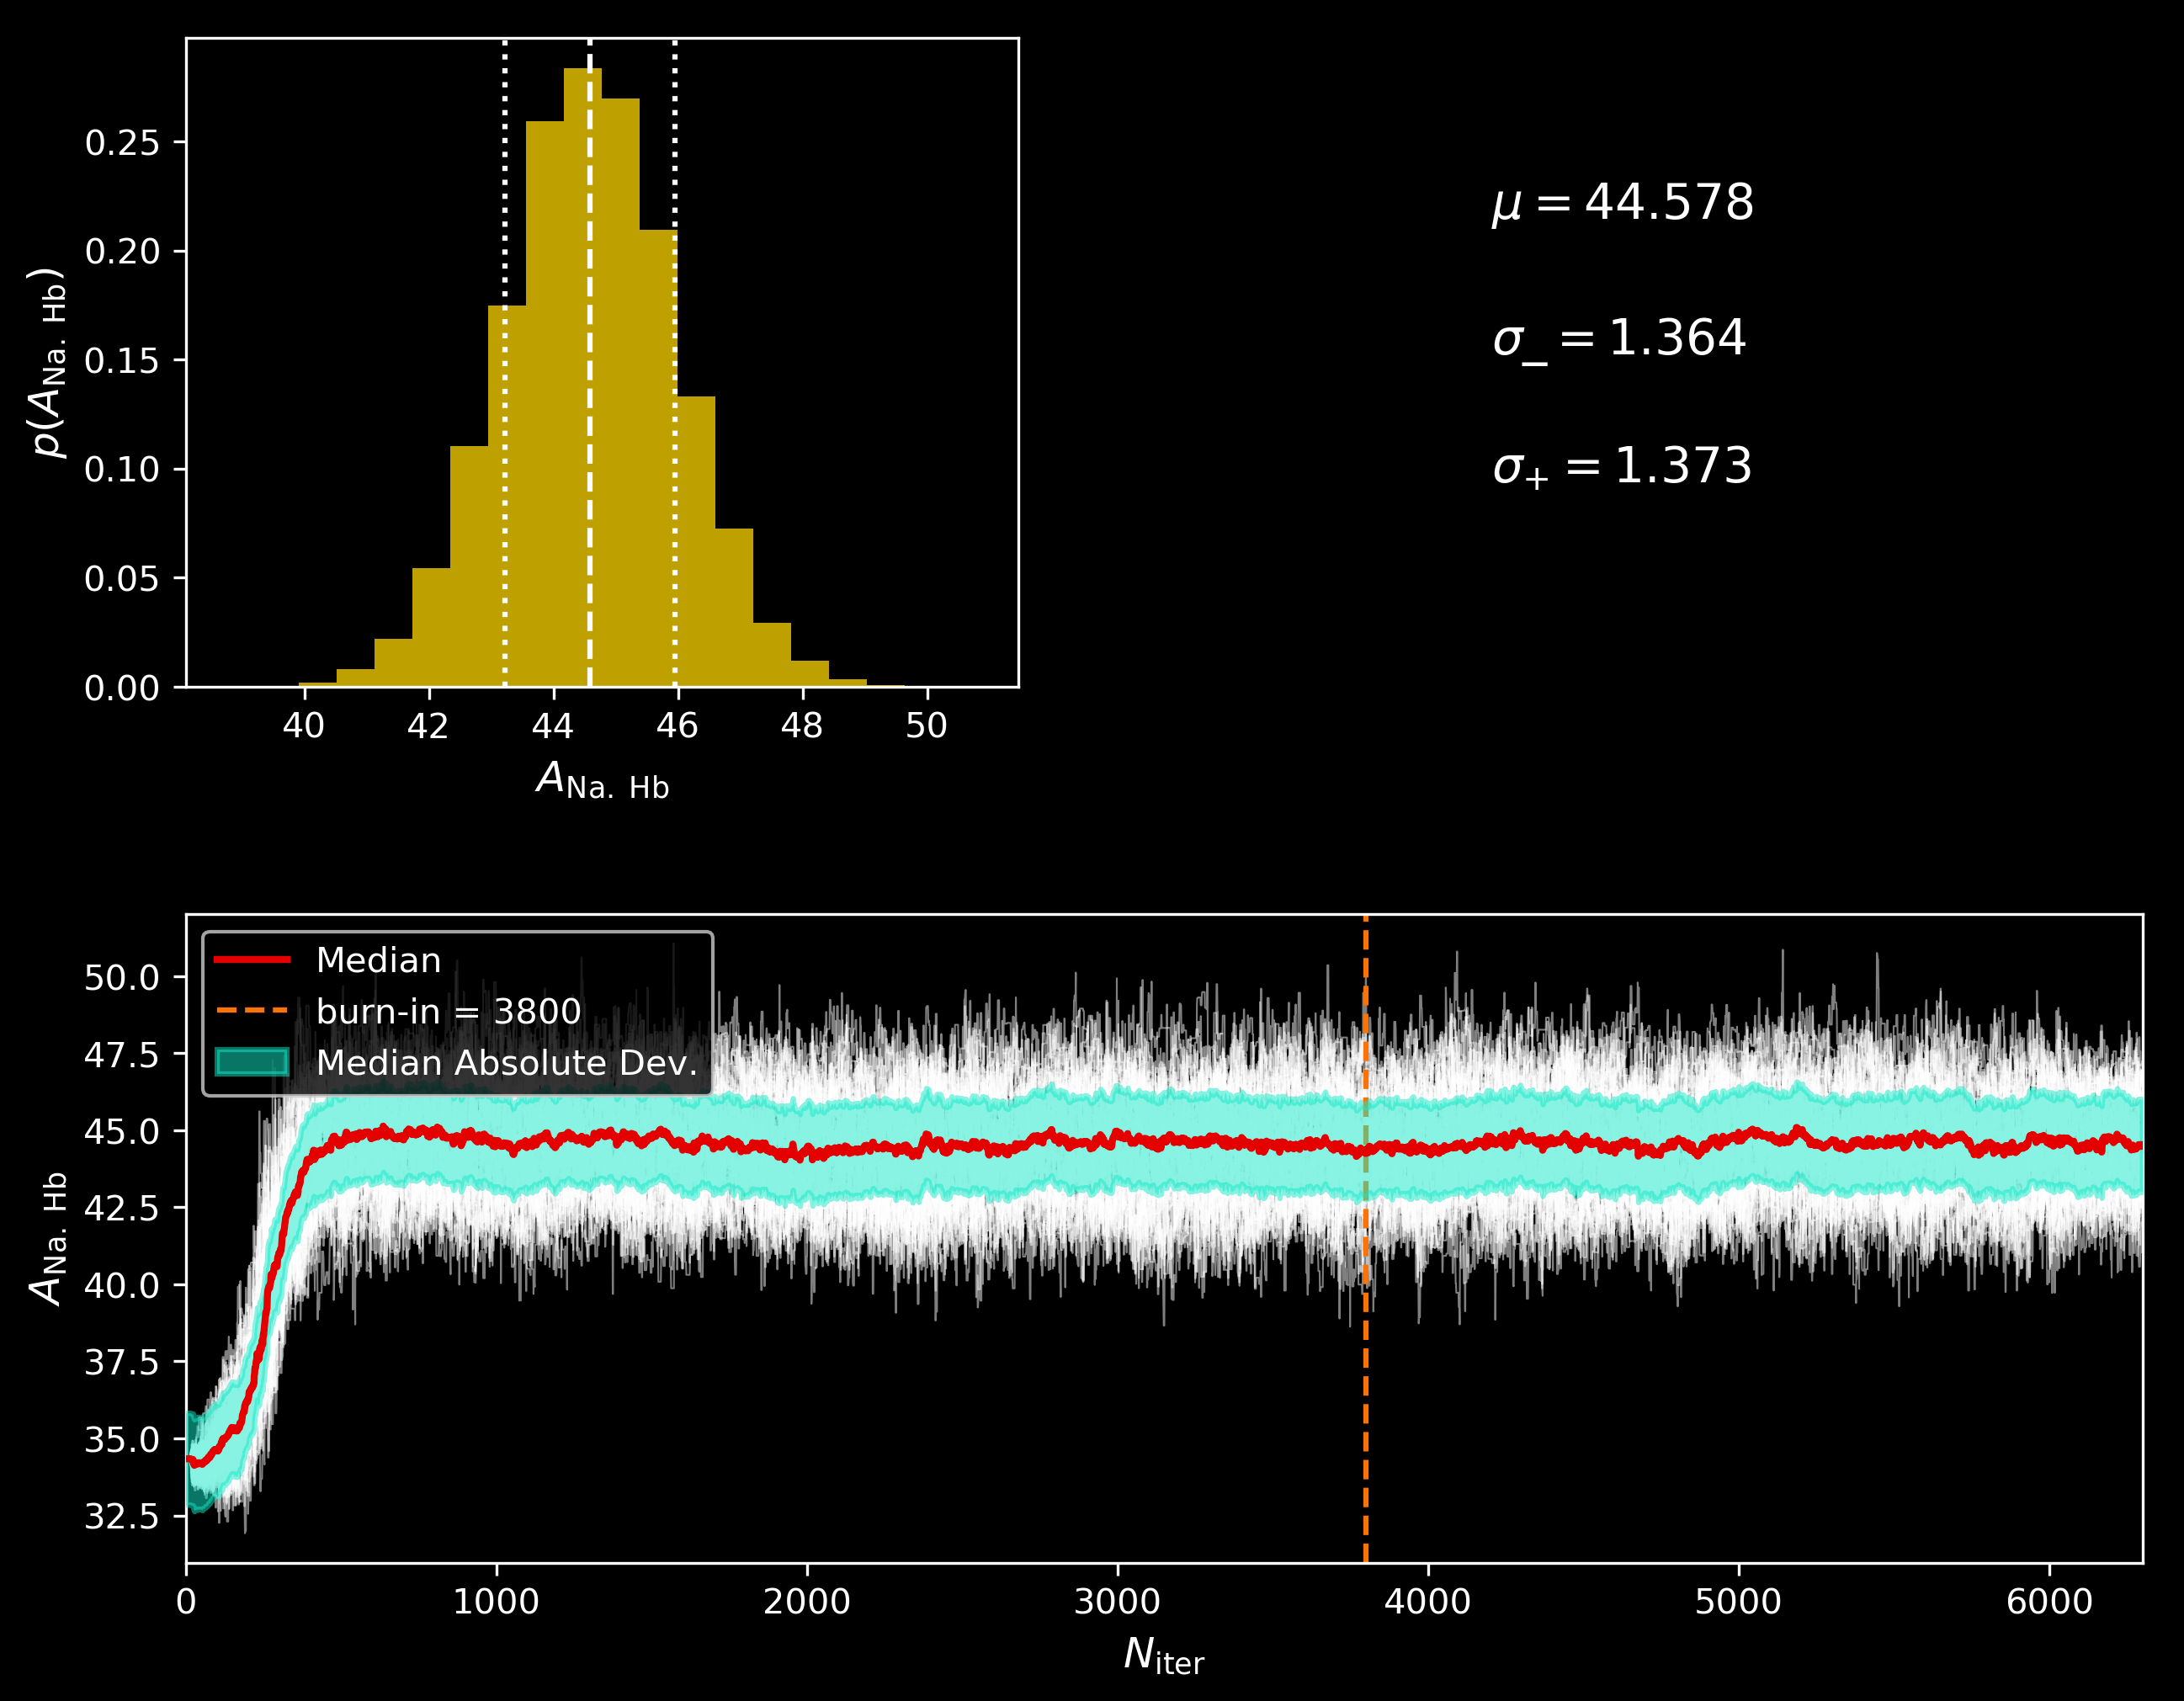 0.25
0.20
0.15
0.10
0.05
0.00
p(A_Na. Hb)
40 42 44 46 48 50
A_Na. Hb
μ = 44.578
σ_− = 1.364
σ_+ = 1.373
Median
burn-in = 3800
Median Absolute Dev.
50.0
47.5
45.0
42.5
40.0
37.5
35.0
32.5
A_Na. Hb
0 1000 2000 3000 4000 5000 6000
N_iter